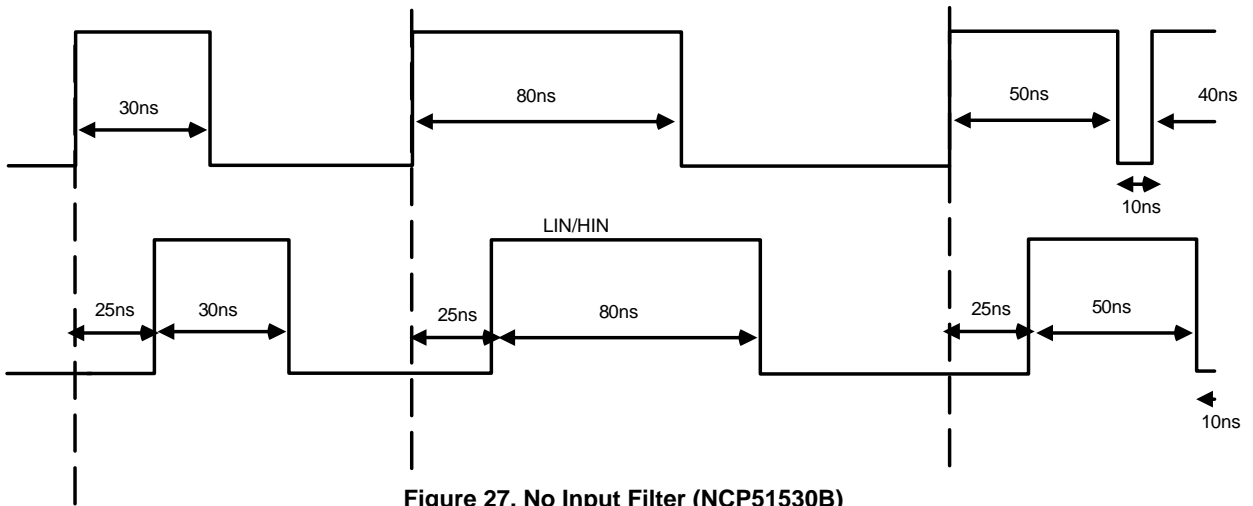 30ns
80ns
50ns
40ns
10ns
LIN/HIN
25ns
30ns
25ns
80ns
25ns
50ns
10ns
Figure 27. No Input Filter (NCP51530B)